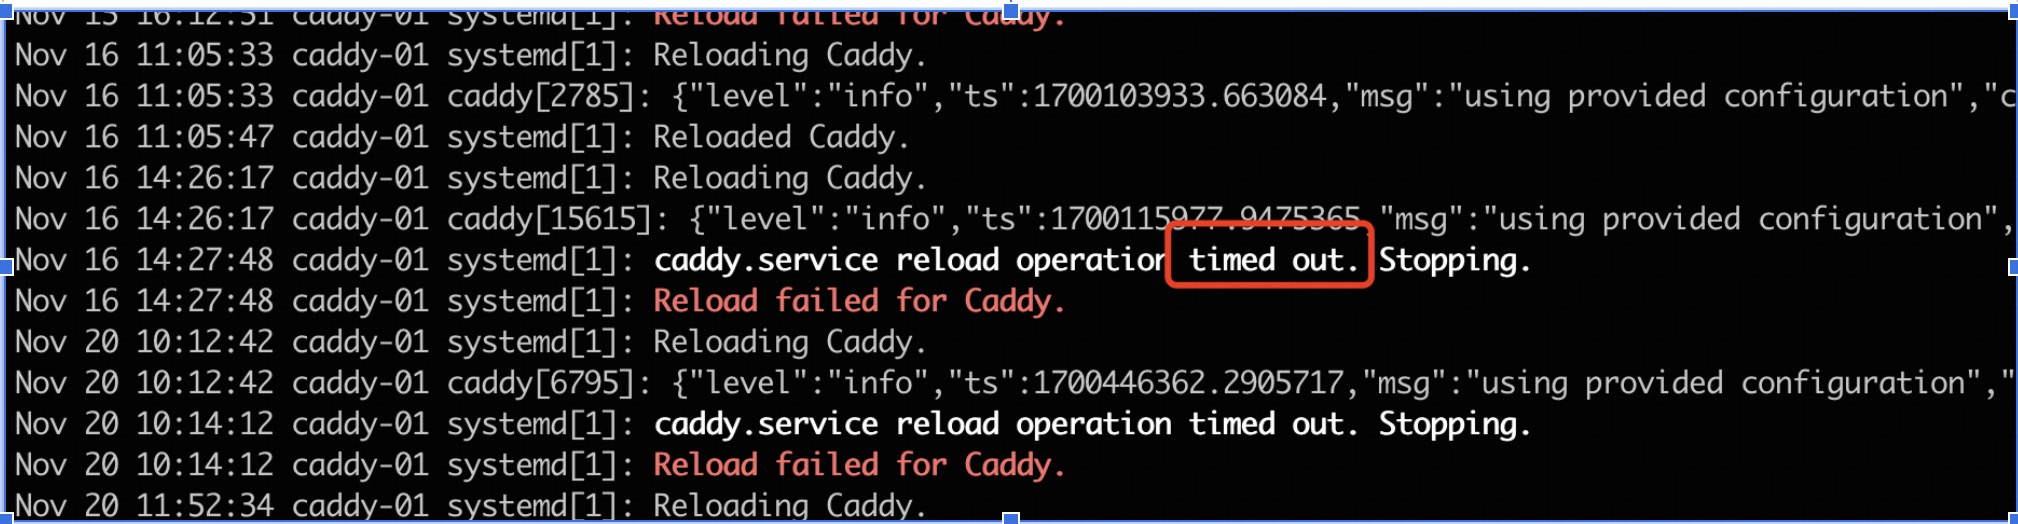 Nov 15 16:12:51 caddy-01 systemd[1]: Reload failed for Caddy.
Nov 16 11:05:33 caddy-01 systemd[1]: Reloading Caddy.
Nov 16 11:05:33 caddy-01 caddy[2785]: {"level":"info","ts":1700103933.663084,"msg":"using provided configuration","c
Nov 16 11:05:47 caddy-01 systemd[1]: Reloaded Caddy.
Nov 16 14:26:17 caddy-01 systemd[1]: Reloading Caddy.
Nov 16 14:26:17 caddy-01 caddy[15615]: {"level":"info","ts":1700115977.9475365,"msg":"using provided configuration",
Nov 16 14:27:48 caddy-01 systemd[1]: caddy.service reload operation timed out. Stopping.
Nov 16 14:27:48 caddy-01 systemd[1]: Reload failed for Caddy.
Nov 20 10:12:42 caddy-01 systemd[1]: Reloading Caddy.
Nov 20 10:12:42 caddy-01 caddy[6795]: {"level":"info","ts":1700446362.2905717,"msg":"using provided configuration","
Nov 20 10:14:12 caddy-01 systemd[1]: caddy.service reload operation timed out. Stopping.
Nov 20 10:14:12 caddy-01 systemd[1]: Reload failed for Caddy.
Nov 20 11:52:34 caddy-01 systemd[1]: Reloading Caddy.